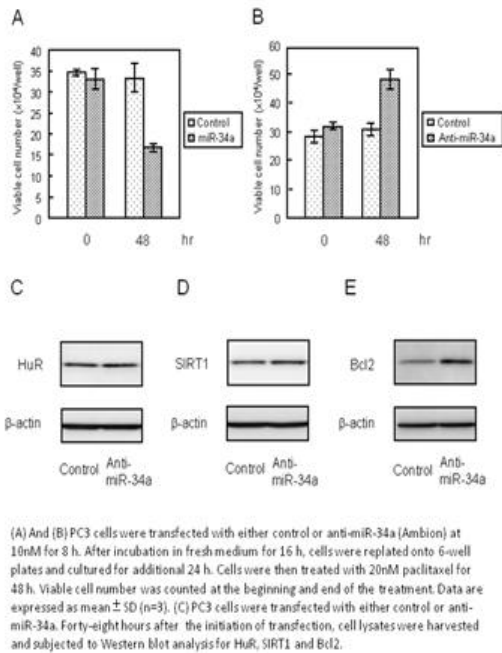 A
B
Viable cell number (×10⁴/well)
40
35
30
25
20
15
10
5
0
0
48
hr
Control
miR-34a
Viable cell number (×10⁴/well)
60
50
40
30
20
10
0
0
48
hr
Control
Anti-miR-34a
C
D
E
HuR
SIRT1
Bcl2
β-actin
β-actin
β-actin
Control
Anti-
miR-34a
Control
Anti-
miR-34a
Control
Anti-
miR-34a
(A) And (B) PC3 cells were transfected with either control or anti-miR-34a (Ambion) at
10nM for 8 h. After incubation in fresh medium for 16 h, cells were replated onto 6-well
plates and cultured for additional 24 h. Cells were then treated with 20nM paclitaxel for
48 h. Viable cell number was counted at the beginning and end of the treatment. Data are
expressed as mean ± SD (n=3). (C) PC3 cells were transfected with either control or anti-
miR-34a. Forty-eight hours after the initiation of transfection, cell lysates were harvested
and subjected to Western blot analysis for HuR, SIRT1 and Bcl2.